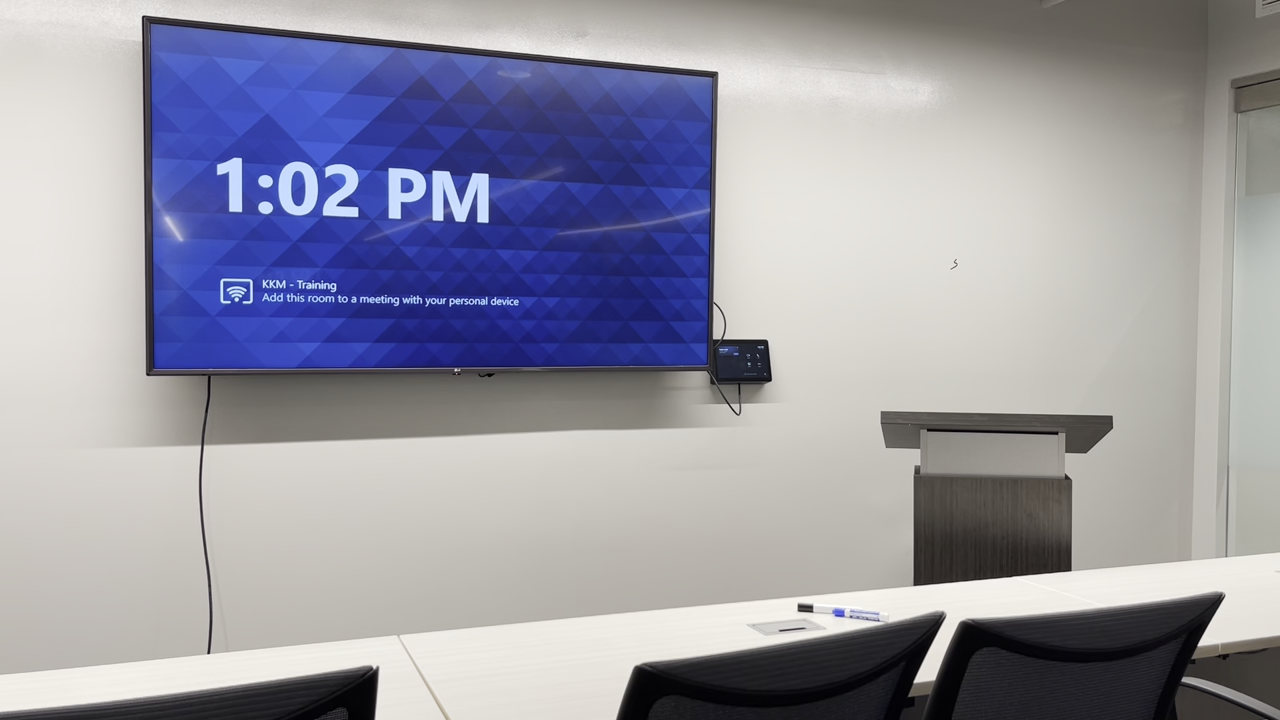 1:02 PM
KKM - Training
Add this room to a meeting with your personal device